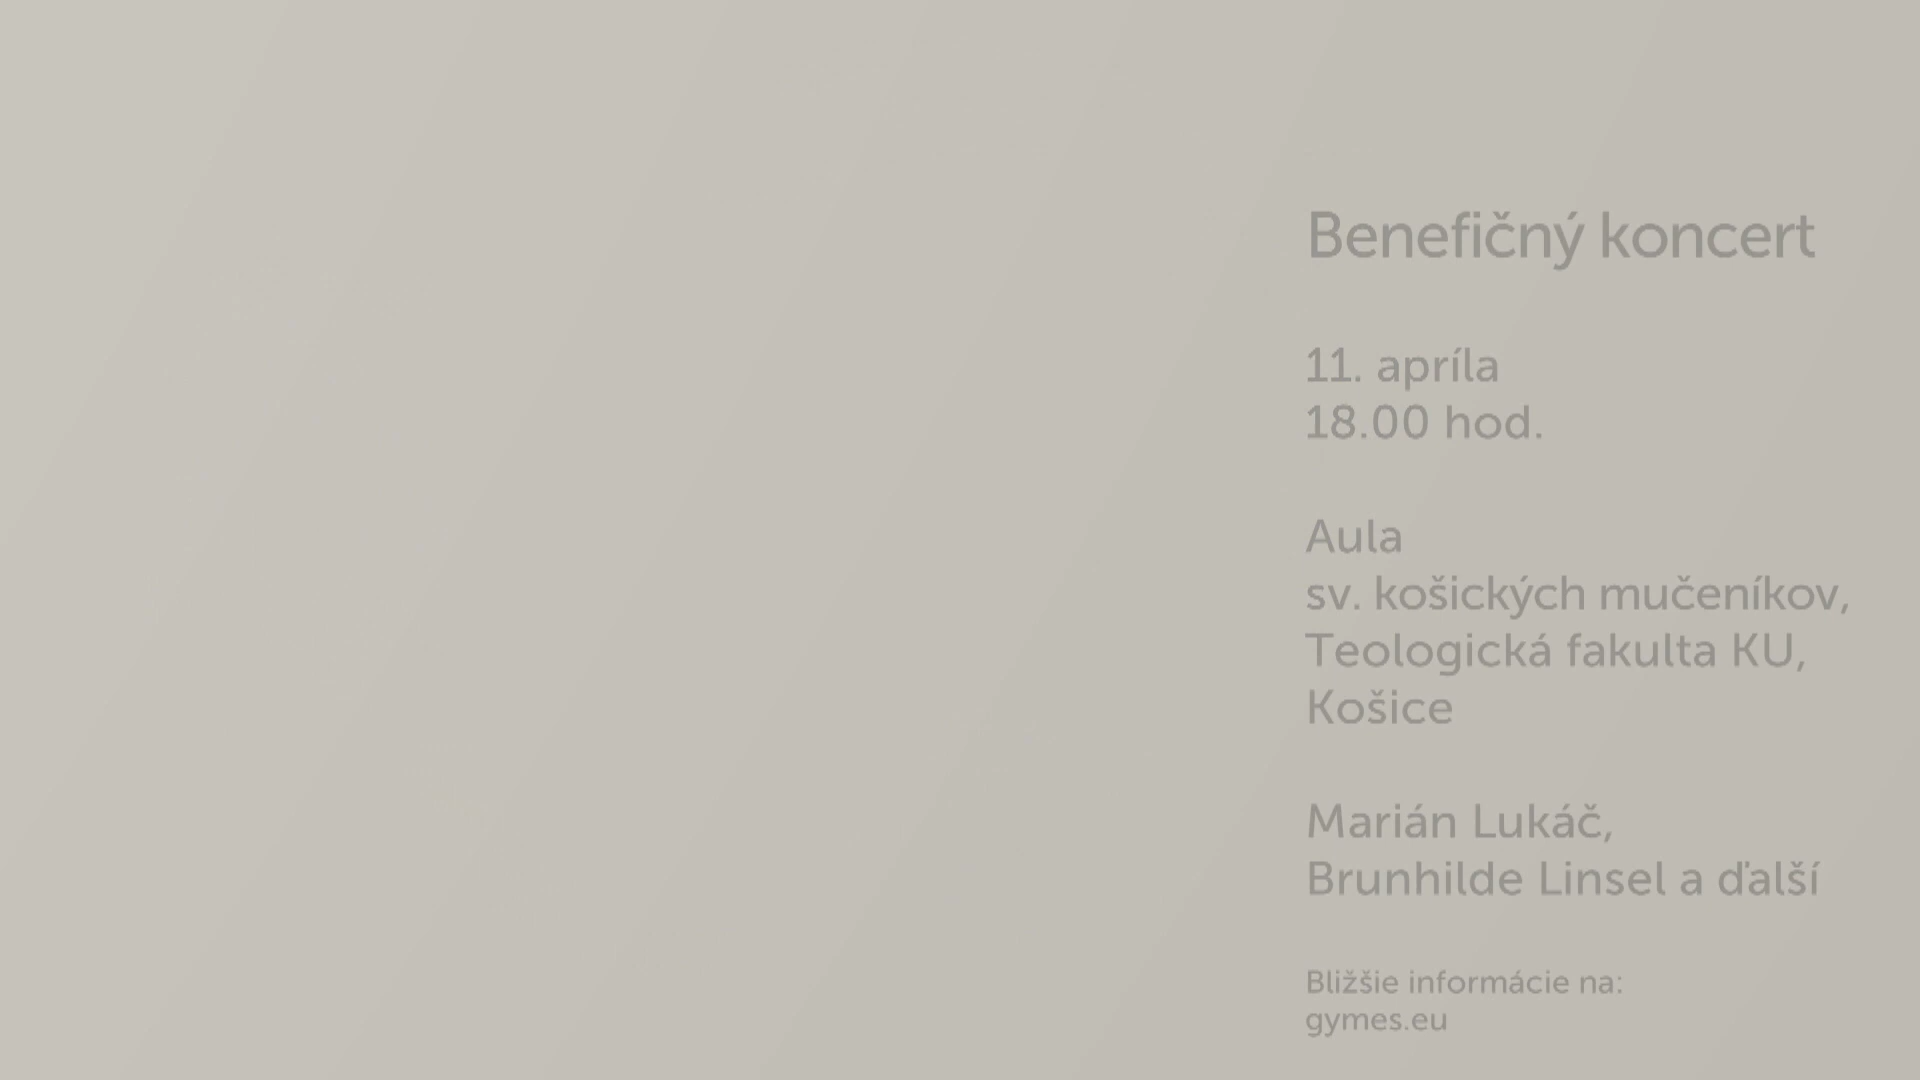 Benefičný koncert
11. apríla
18.00 hod.
Aula
sv. košických mučeníkov,
Teologická fakulta KU,
Košice
Marián Lukáč,
Brunhilde Linsel a ďalší
Bližšie informácie na:
gymes.eu